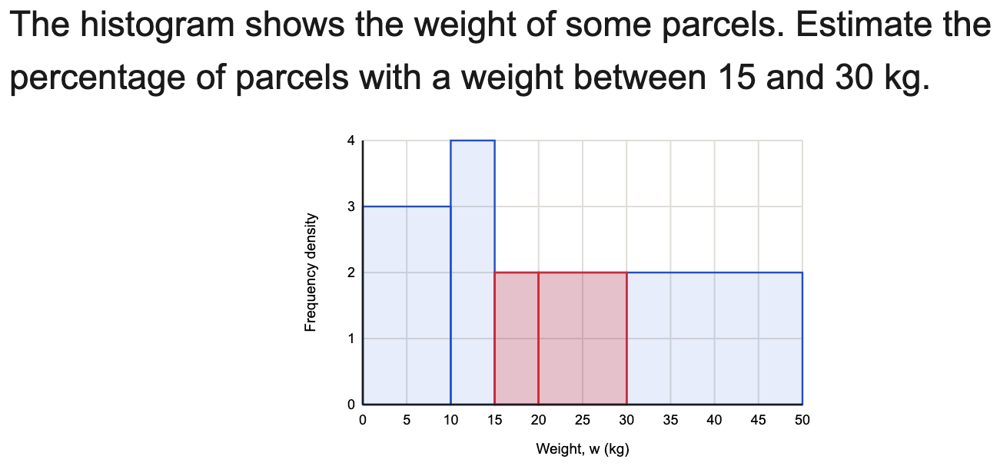 The histogram shows the weight of some parcels. Estimate the
percentage of parcels with a weight between 15 and 30 kg.
4
3
2
1
0
Frequency density
0 5 10 15 20 25 30 35 40 45 50
Weight, w (kg)